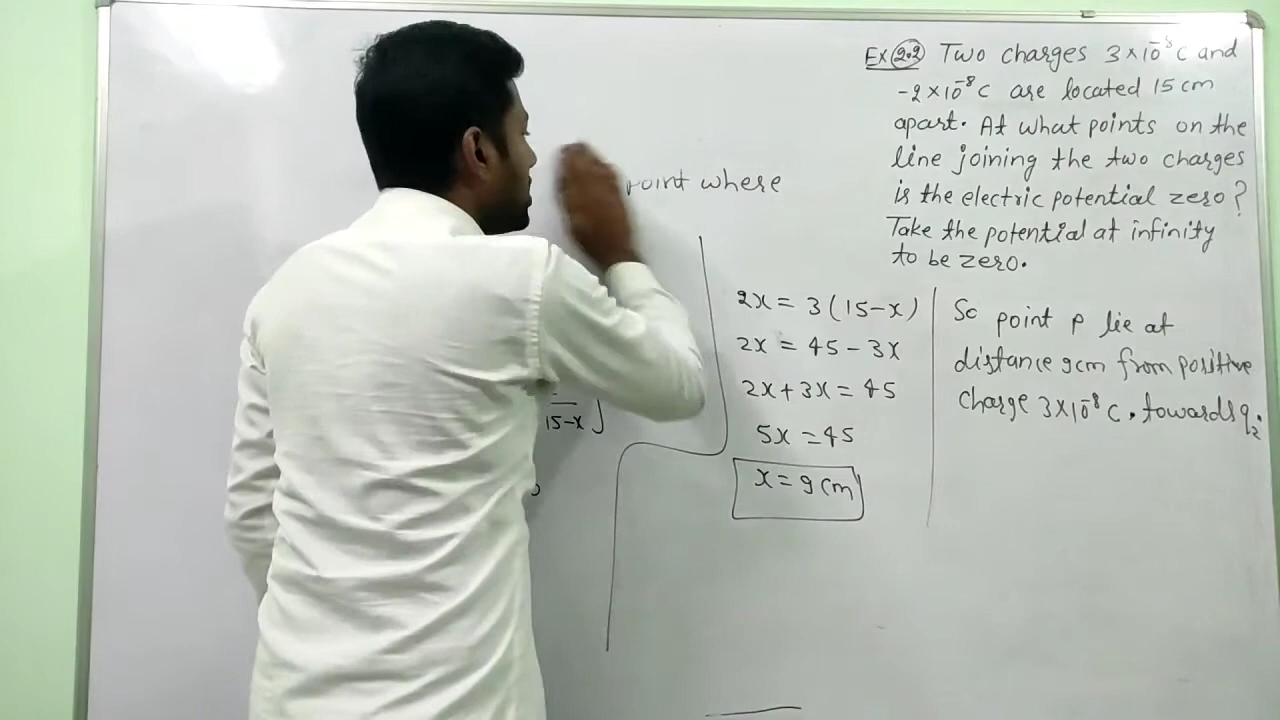 Ex 2.2 Two charges 3×10⁻⁸ C and
-2×10⁻⁸ C are located 15 cm
apart. At what points on the
line joining the two charges
is the electric potential zero?
Take the potential at infinity
to be zero.
point where
15-x
2x = 3(15-x)
2x = 45-3x
2x+3x = 45
5x = 45
x = 9 cm
So point P lie at
distance 9cm from positive
charge 3×10⁻⁸ C, towards q₂.